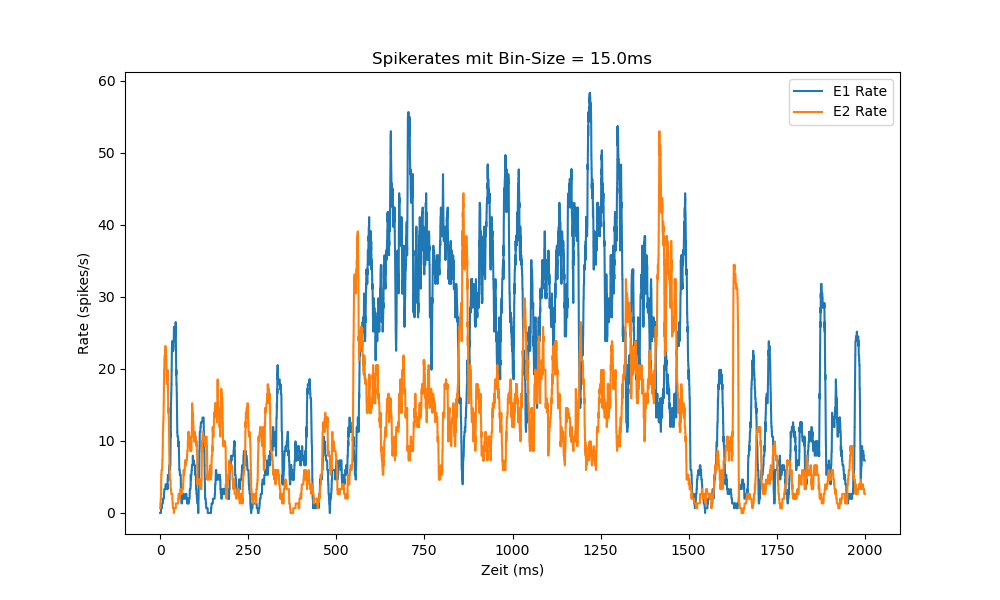 Spikerates mit Bin-Size = 15.0ms
E1 Rate
E2 Rate
60
50
40
30
20
10
0
Rate (spikes/s)
0 250 500 750 1000 1250 1500 1750 2000
Zeit (ms)